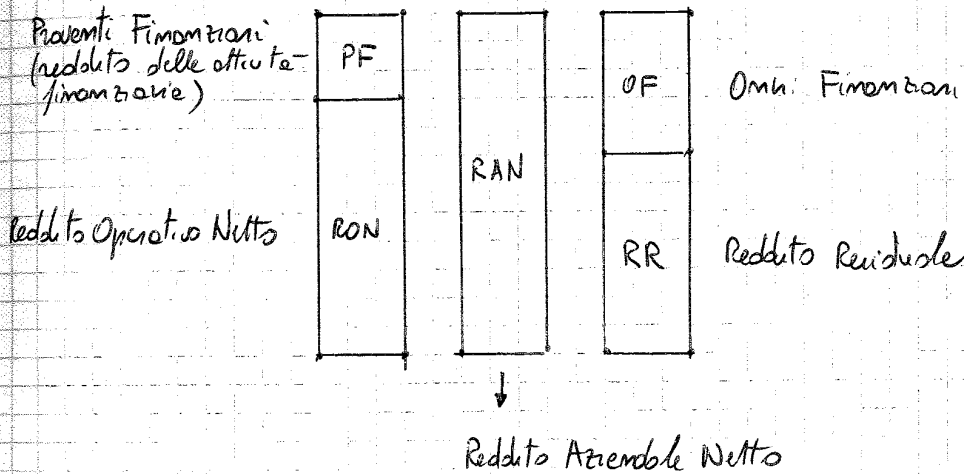 Proventi Finanziari
(reddito delle attività
finanziarie)
PF
OF
Oneri Finanziari
RAN
Reddito Operativo Netto
RON
RR
Reddito Residuale
Reddito Aziendale Netto